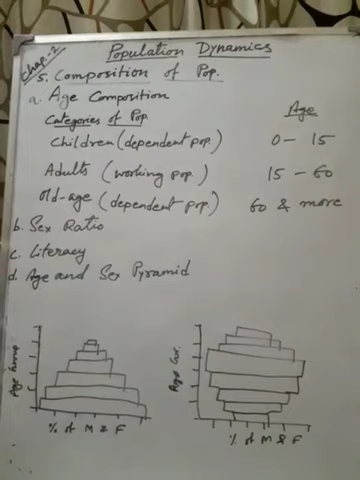 Chap.-2
Population Dynamics
5. Composition of Pop.
a. Age Composition
Categories of Pop. Age
Children (dependent pop.) 0 - 15
Adults (working pop.) 15 - 60
Old-age (dependent pop.) 60 & more
b. Sex Ratio
c. Literacy
d. Age and Sex Pyramid
Age Group
% of M & F
Age Gr.
% of M & F